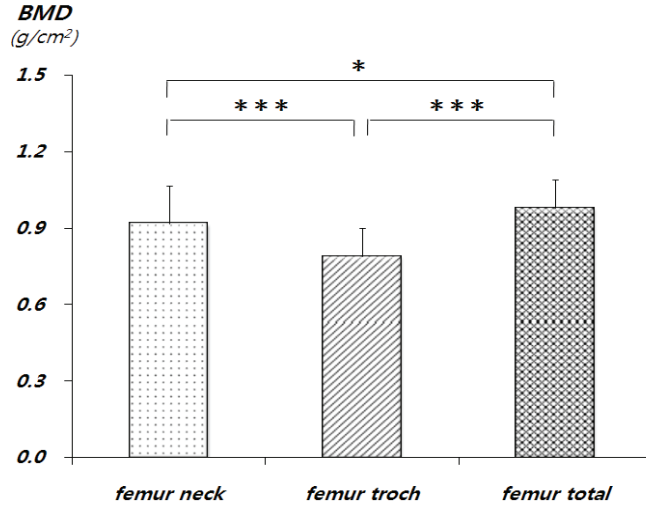 BMD
(g/cm²)
1.5
*
***
***
1.2
0.9
0.6
0.3
0.0
femur neck
femur troch
femur total